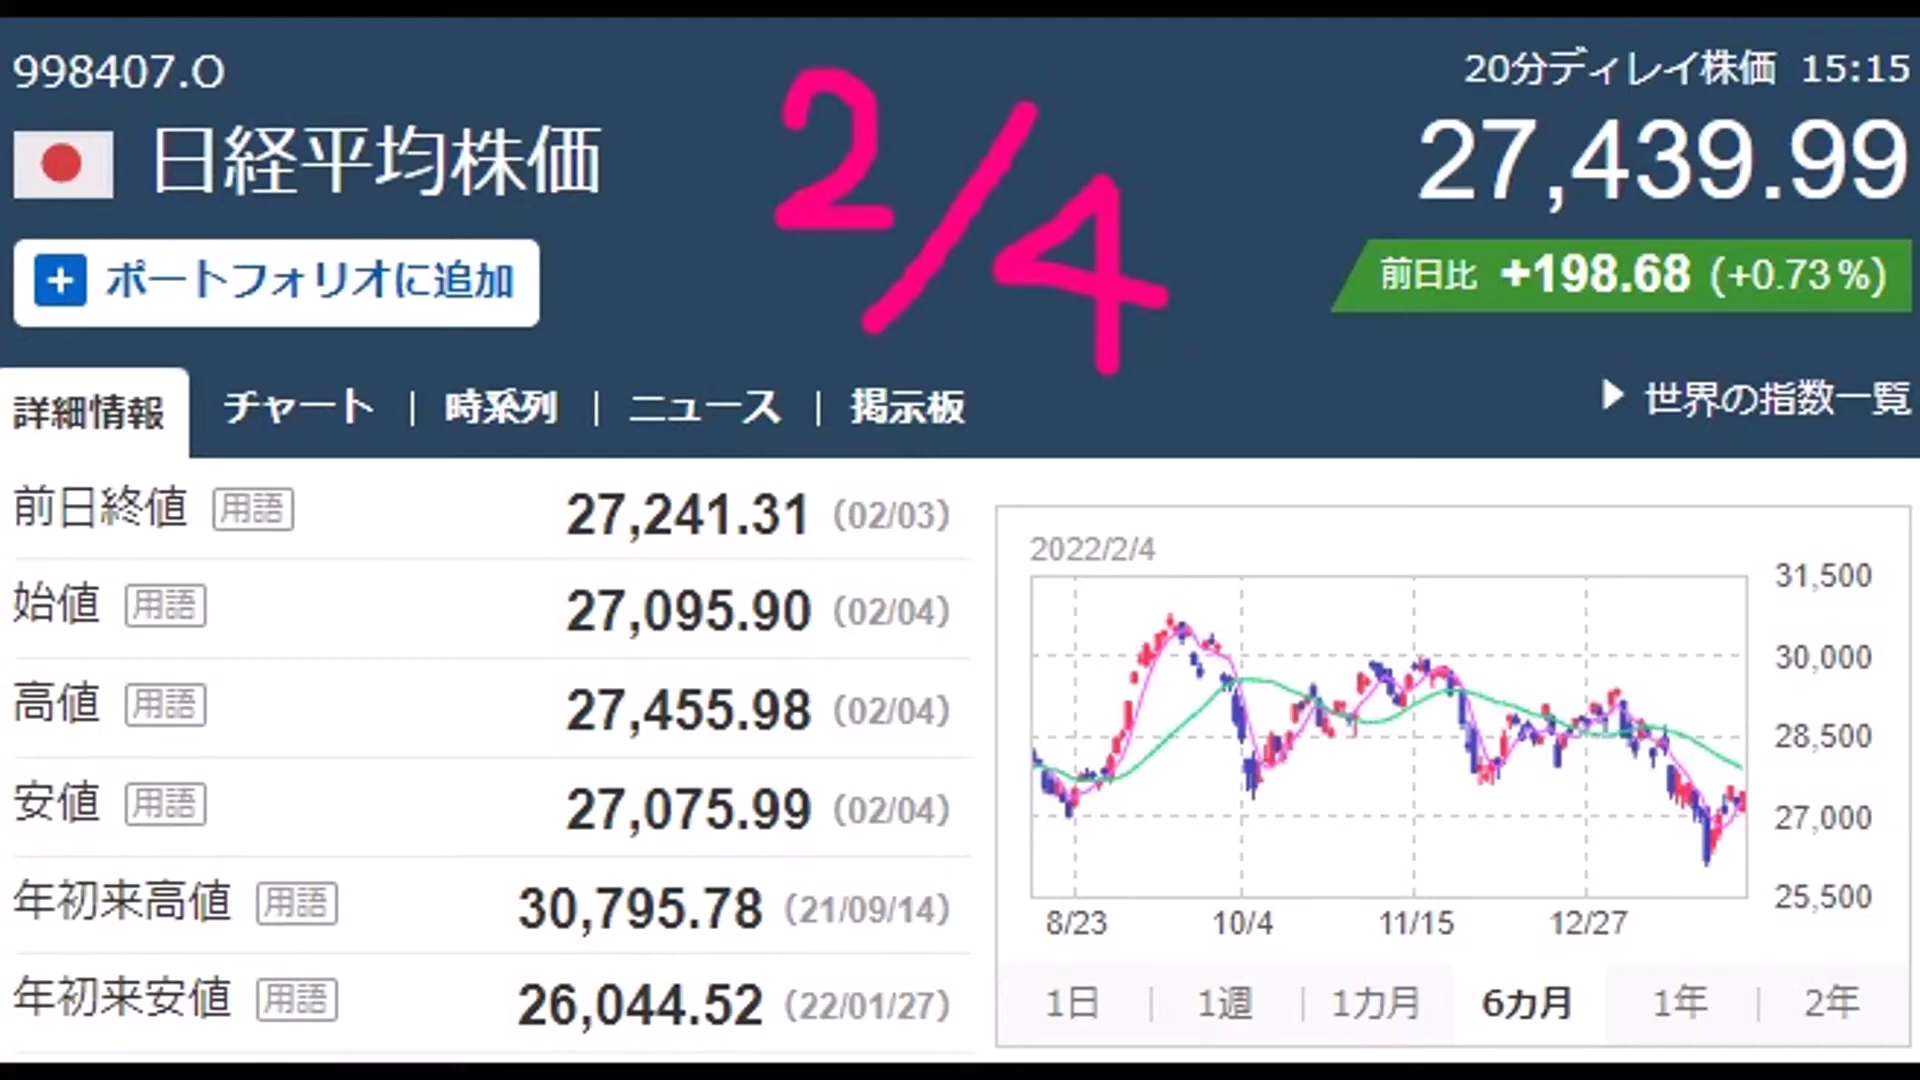 998407.O
日経平均株価
ポートフォリオに追加
2/4
20分ディレイ株価 15:15
27,439.99
前日比 +198.68 (+0.73%)
詳細情報 チャート | 時系列 | ニュース | 掲示板
世界の指数一覧
前日終値 用語 27,241.31 (02/03)
始値 用語 27,095.90 (02/04)
高値 用語 27,455.98 (02/04)
安値 用語 27,075.99 (02/04)
年初来高値 用語 30,795.78 (21/09/14)
年初来安値 用語 26,044.52 (22/01/27)
2022/2/4
31,500
30,000
28,500
27,000
25,500
8/23 10/4 11/15 12/27
1日 | 1週 | 1カ月 6カ月 1年 | 2年